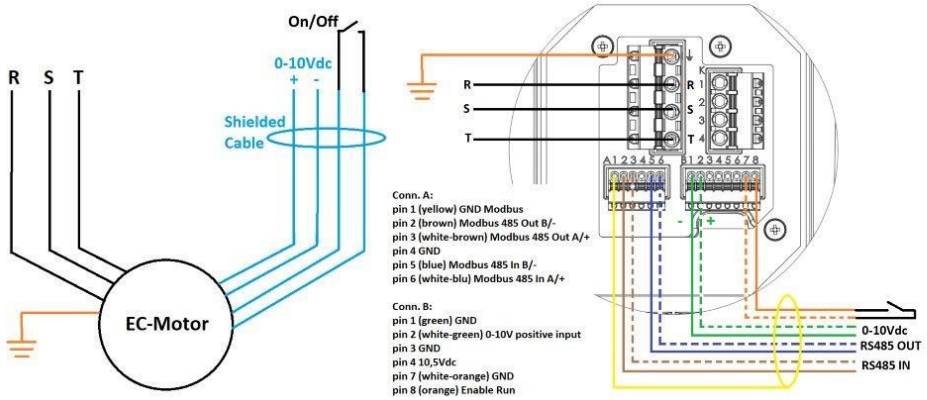 On/Off
R S T
0-10Vdc
+ -
Shielded
Cable
EC-Motor
K
R
R 1
2
S
S 3
T
T 4
A 1 2 3 4 5 6
B 1 2 3 4 5 6 7 8
- +
Conn. A:
pin 1 (yellow) GND Modbus
pin 2 (brown) Modbus 485 Out B/-
pin 3 (white-brown) Modbus 485 Out A/+
pin 4 GND
pin 5 (blue) Modbus 485 In B/-
pin 6 (white-blu) Modbus 485 In A/+
Conn. B:
pin 1 (green) GND
pin 2 (white-green) 0-10V positive input
pin 3 GND
pin 4 10,5Vdc
pin 7 (white-orange) GND
pin 8 (orange) Enable Run
0-10Vdc
RS485 OUT
RS485 IN